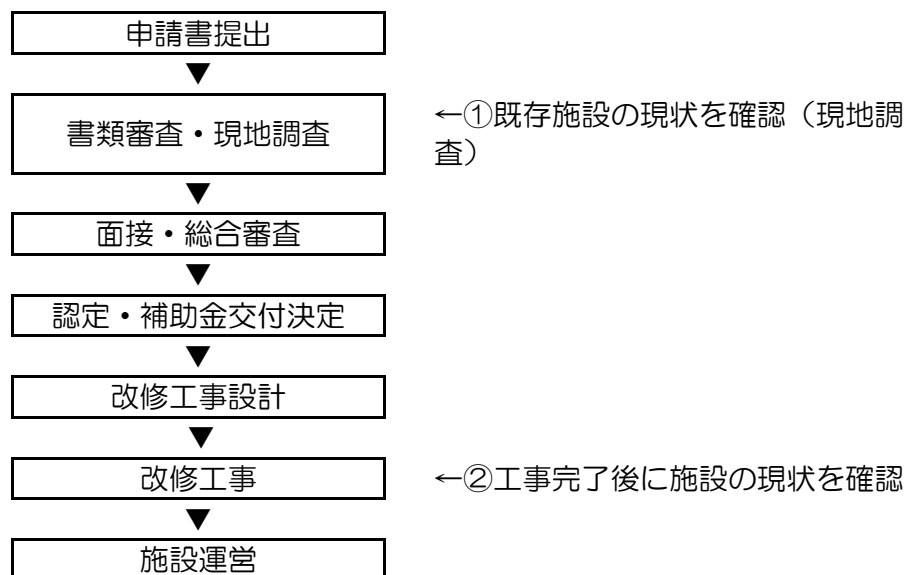 申請書提出
▼
書類審査・現地調査
←①既存施設の現状を確認（現地調
査）
▼
面接・総合審査
▼
認定・補助金交付決定
▼
改修工事設計
▼
改修工事
←②工事完了後に施設の現状を確認
▼
施設運営